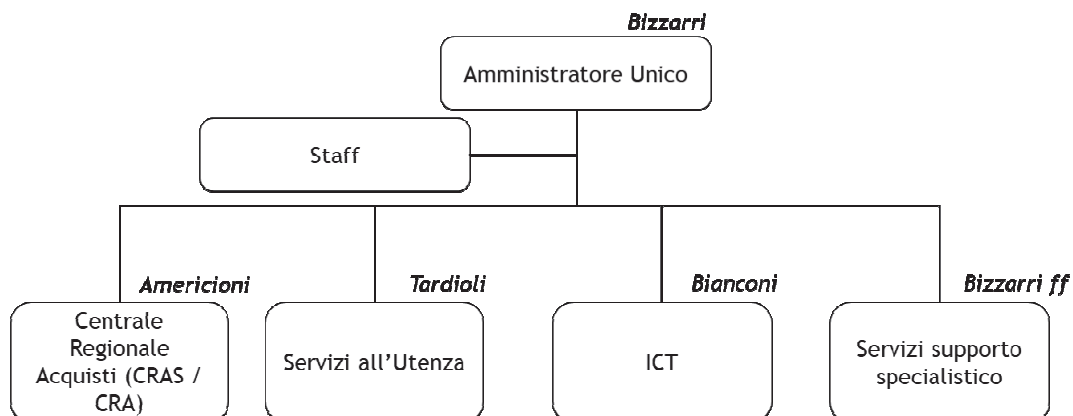 Bizzarri
Amministratore Unico
Staff
Americioni
Tardioli
Bianconi
Bizzarri ff
Centrale
Regionale
Acquisti (CRAS /
CRA)
Servizi all'Utenza
ICT
Servizi supporto
specialistico